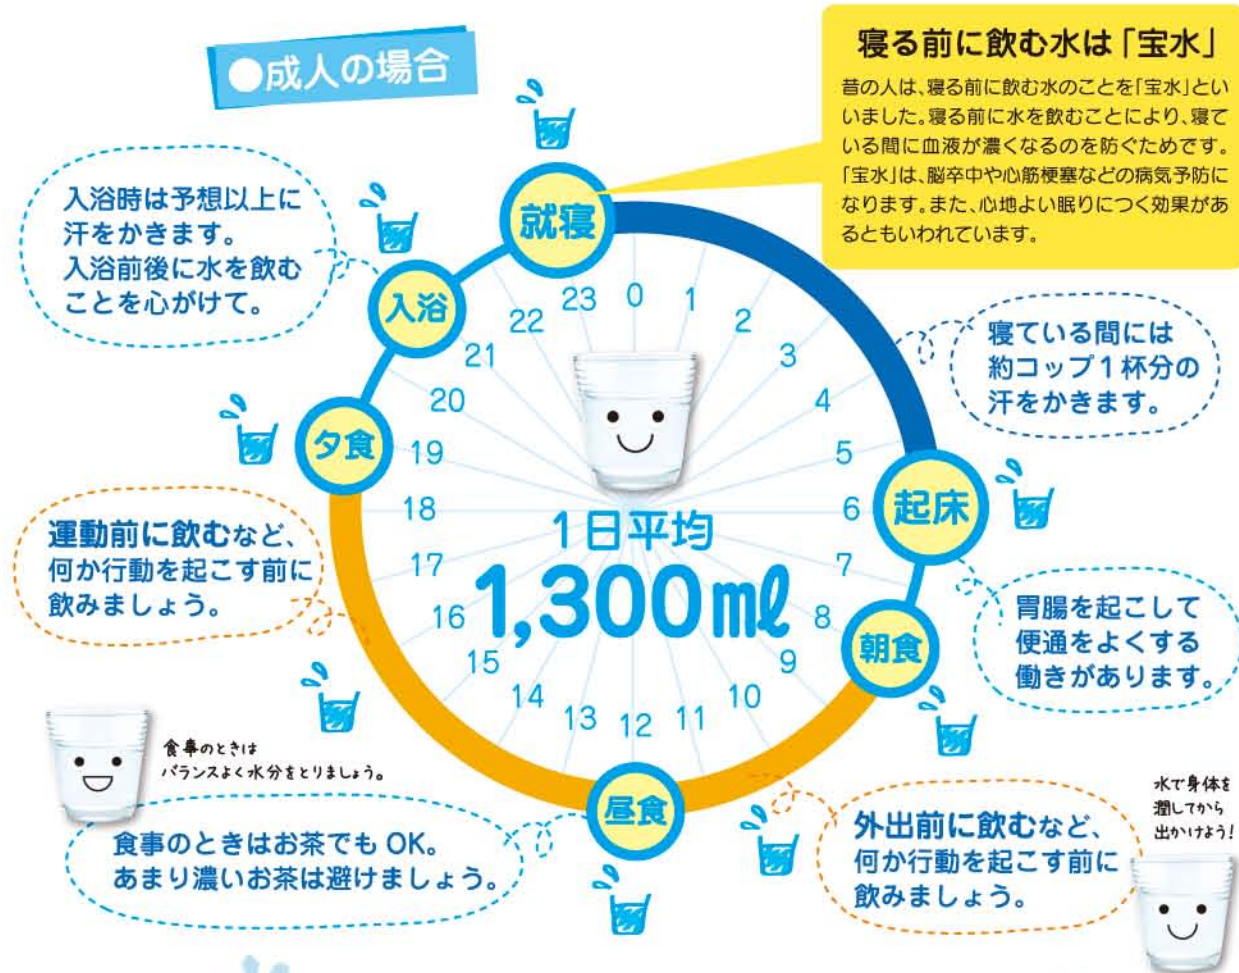 ●成人の場合
寝る前に飲む水は「宝水」
昔の人は、寝る前に飲む水のことを「宝水」とい
いました。寝る前に水を飲むことにより、寝て
いる間に血液が濃くなるのを防ぐためです。
「宝水」は、脳卒中や心筋梗塞などの病気予防に
なります。また、心地よい眠りにつく効果があ
るともいわれています。
入浴時は予想以上に
汗をかきます。
入浴前後に水を飲む
ことを心がけて。
就寝
入浴
夕食
起床
朝食
昼食
0
1
2
3
4
5
6
7
8
9
10
11
12
13
14
15
16
17
18
19
20
21
22
23
1日平均
1,300ml
寝ている間には
約コップ1杯分の
汗をかきます。
運動前に飲むなど、
何か行動を起こす前に
飲みましょう。
胃腸を起こして
便通をよくする
働きがあります。
食事のときは
バランスよく水分をとりましょう。
食事のときはお茶でもOK。
あまり濃いお茶は避けましょう。
外出前に飲むなど、
何か行動を起こす前に
飲みましょう。
水で身体を
潤してから
出かけよう!